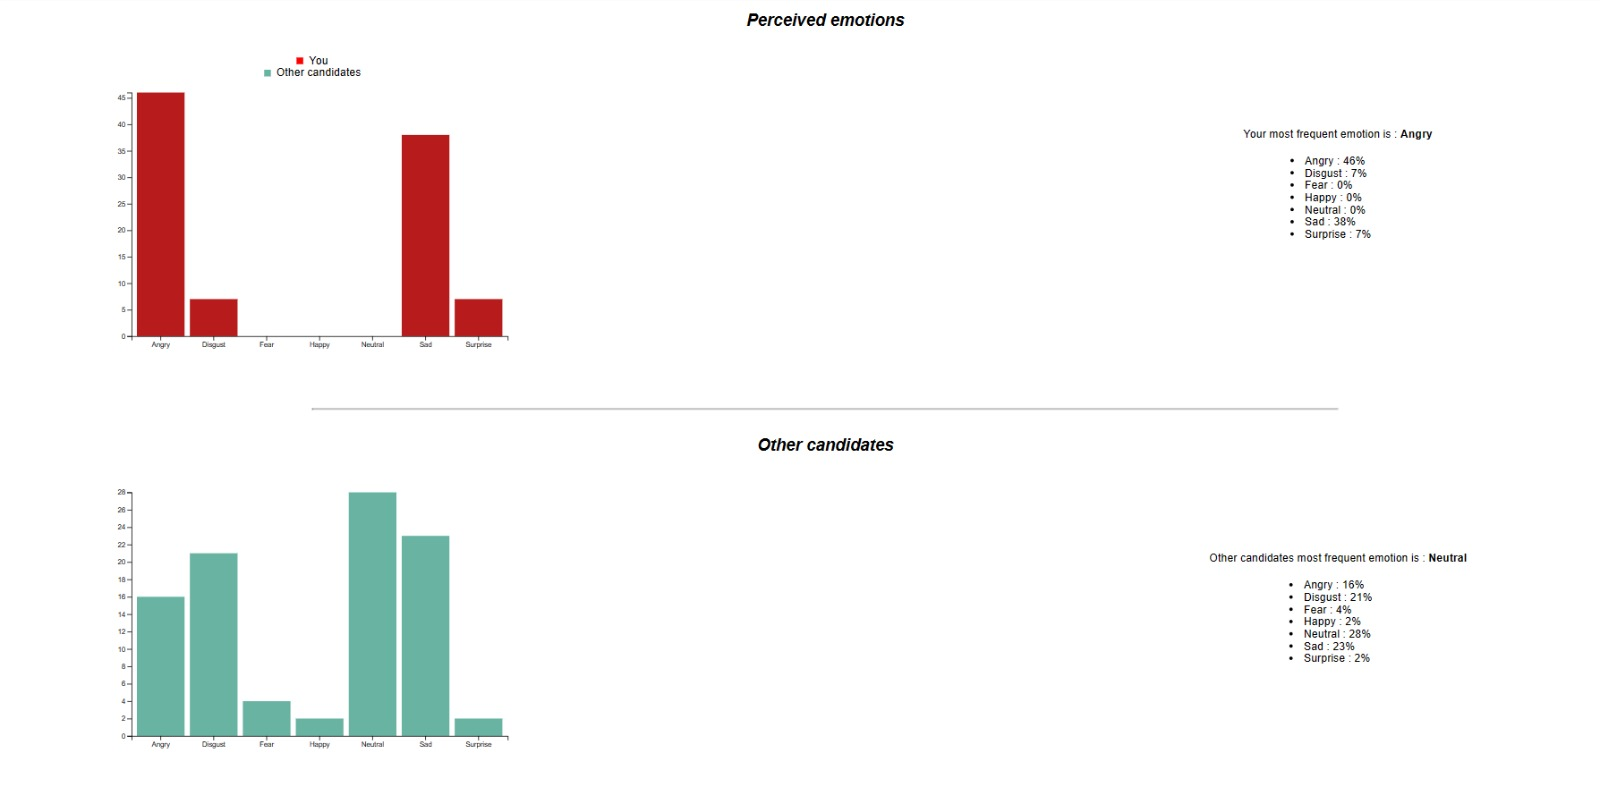 Perceived emotions
You
Other candidates
45
40
35
30
25
20
15
10
5
0
Angry Disgust Fear Happy Neutral Sad Surprise
Your most frequent emotion is : Angry
• Angry : 46%
• Disgust : 7%
• Fear : 0%
• Happy : 0%
• Neutral : 0%
• Sad : 38%
• Surprise : 7%
Other candidates
28
26
24
22
20
18
16
14
12
10
8
6
4
2
0
Angry Disgust Fear Happy Neutral Sad Surprise
Other candidates most frequent emotion is : Neutral
• Angry : 16%
• Disgust : 21%
• Fear : 4%
• Happy : 2%
• Neutral : 28%
• Sad : 23%
• Surprise : 2%